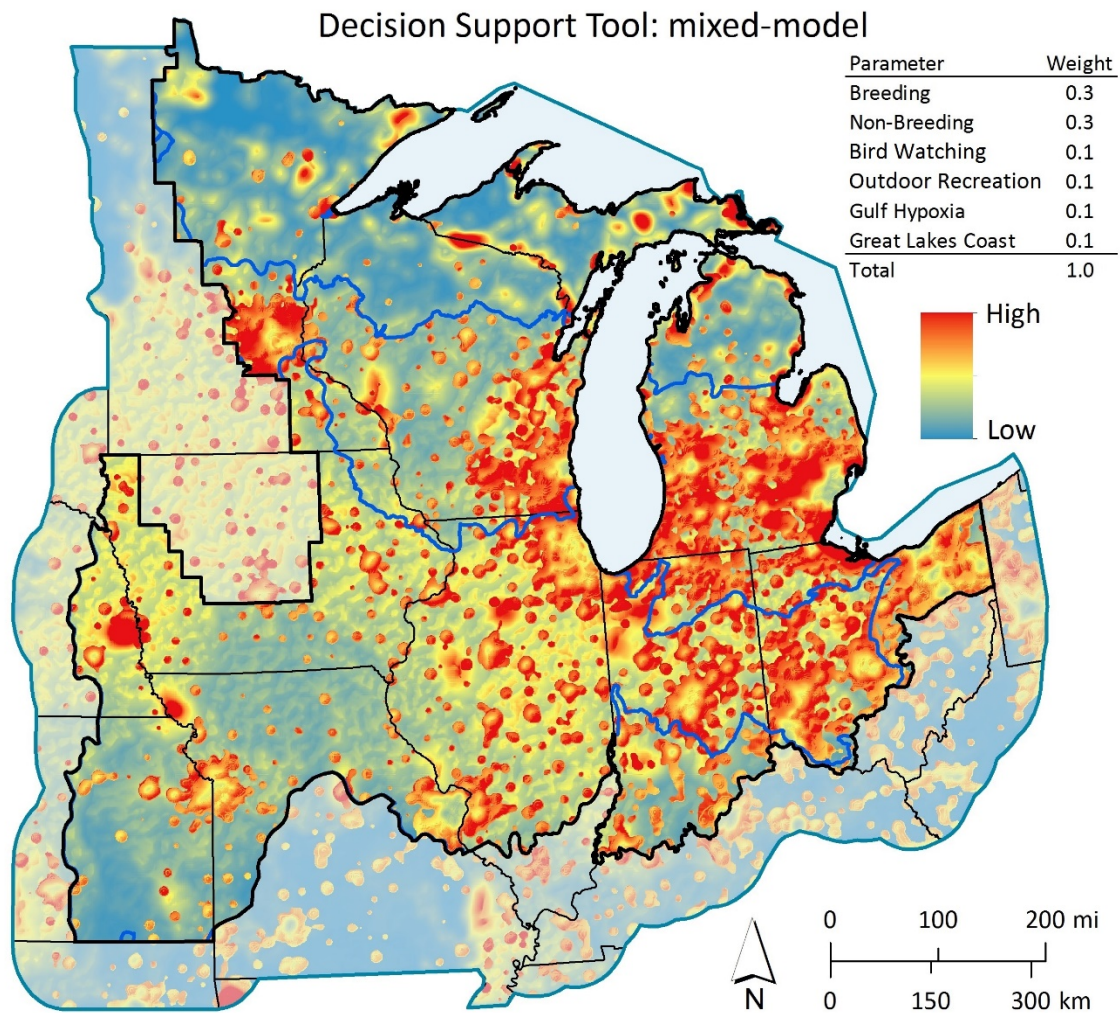 Decision Support Tool: mixed-model
Parameter Weight
Breeding 0.3
Non-Breeding 0.3
Bird Watching 0.1
Outdoor Recreation 0.1
Gulf Hypoxia 0.1
Great Lakes Coast 0.1
Total 1.0
High
Low
0 100 200 mi
0 150 300 km
N